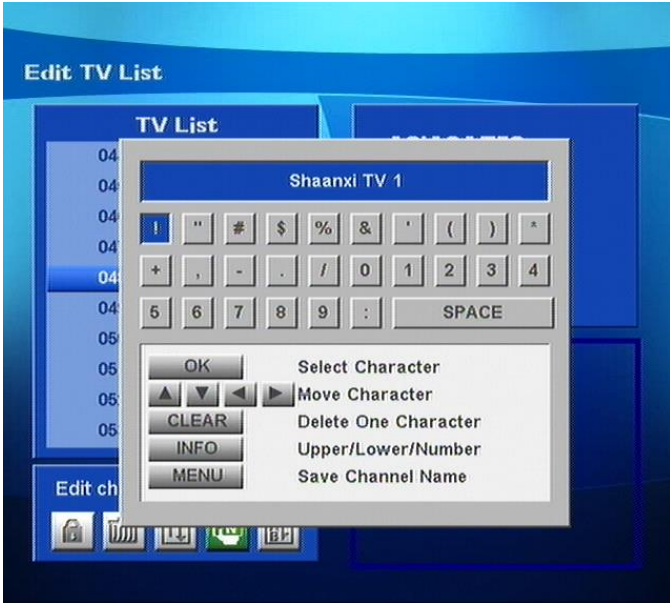 Edit TV List
TV List
Shaanxi TV 1
! " # $ % & ' ( ) *
+ , - . / 0 1 2 3 4
5 6 7 8 9 : SPACE
OK Select Character
▲ ▼ ◀ ▶ Move Character
CLEAR Delete One Character
INFO Upper/Lower/Number
MENU Save Channel Name
Edit ch